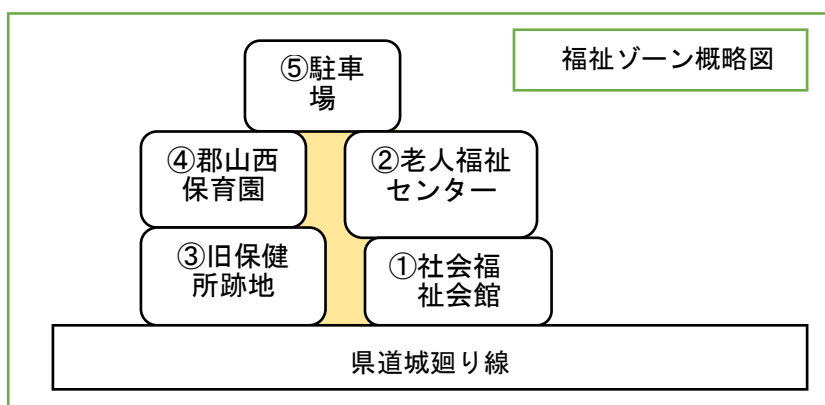 福祉ゾーン概略図
⑤駐車
場
④郡山西
保育園
②老人福祉
センター
③旧保健
所跡地
①社会福
祉会館
県道城廻り線